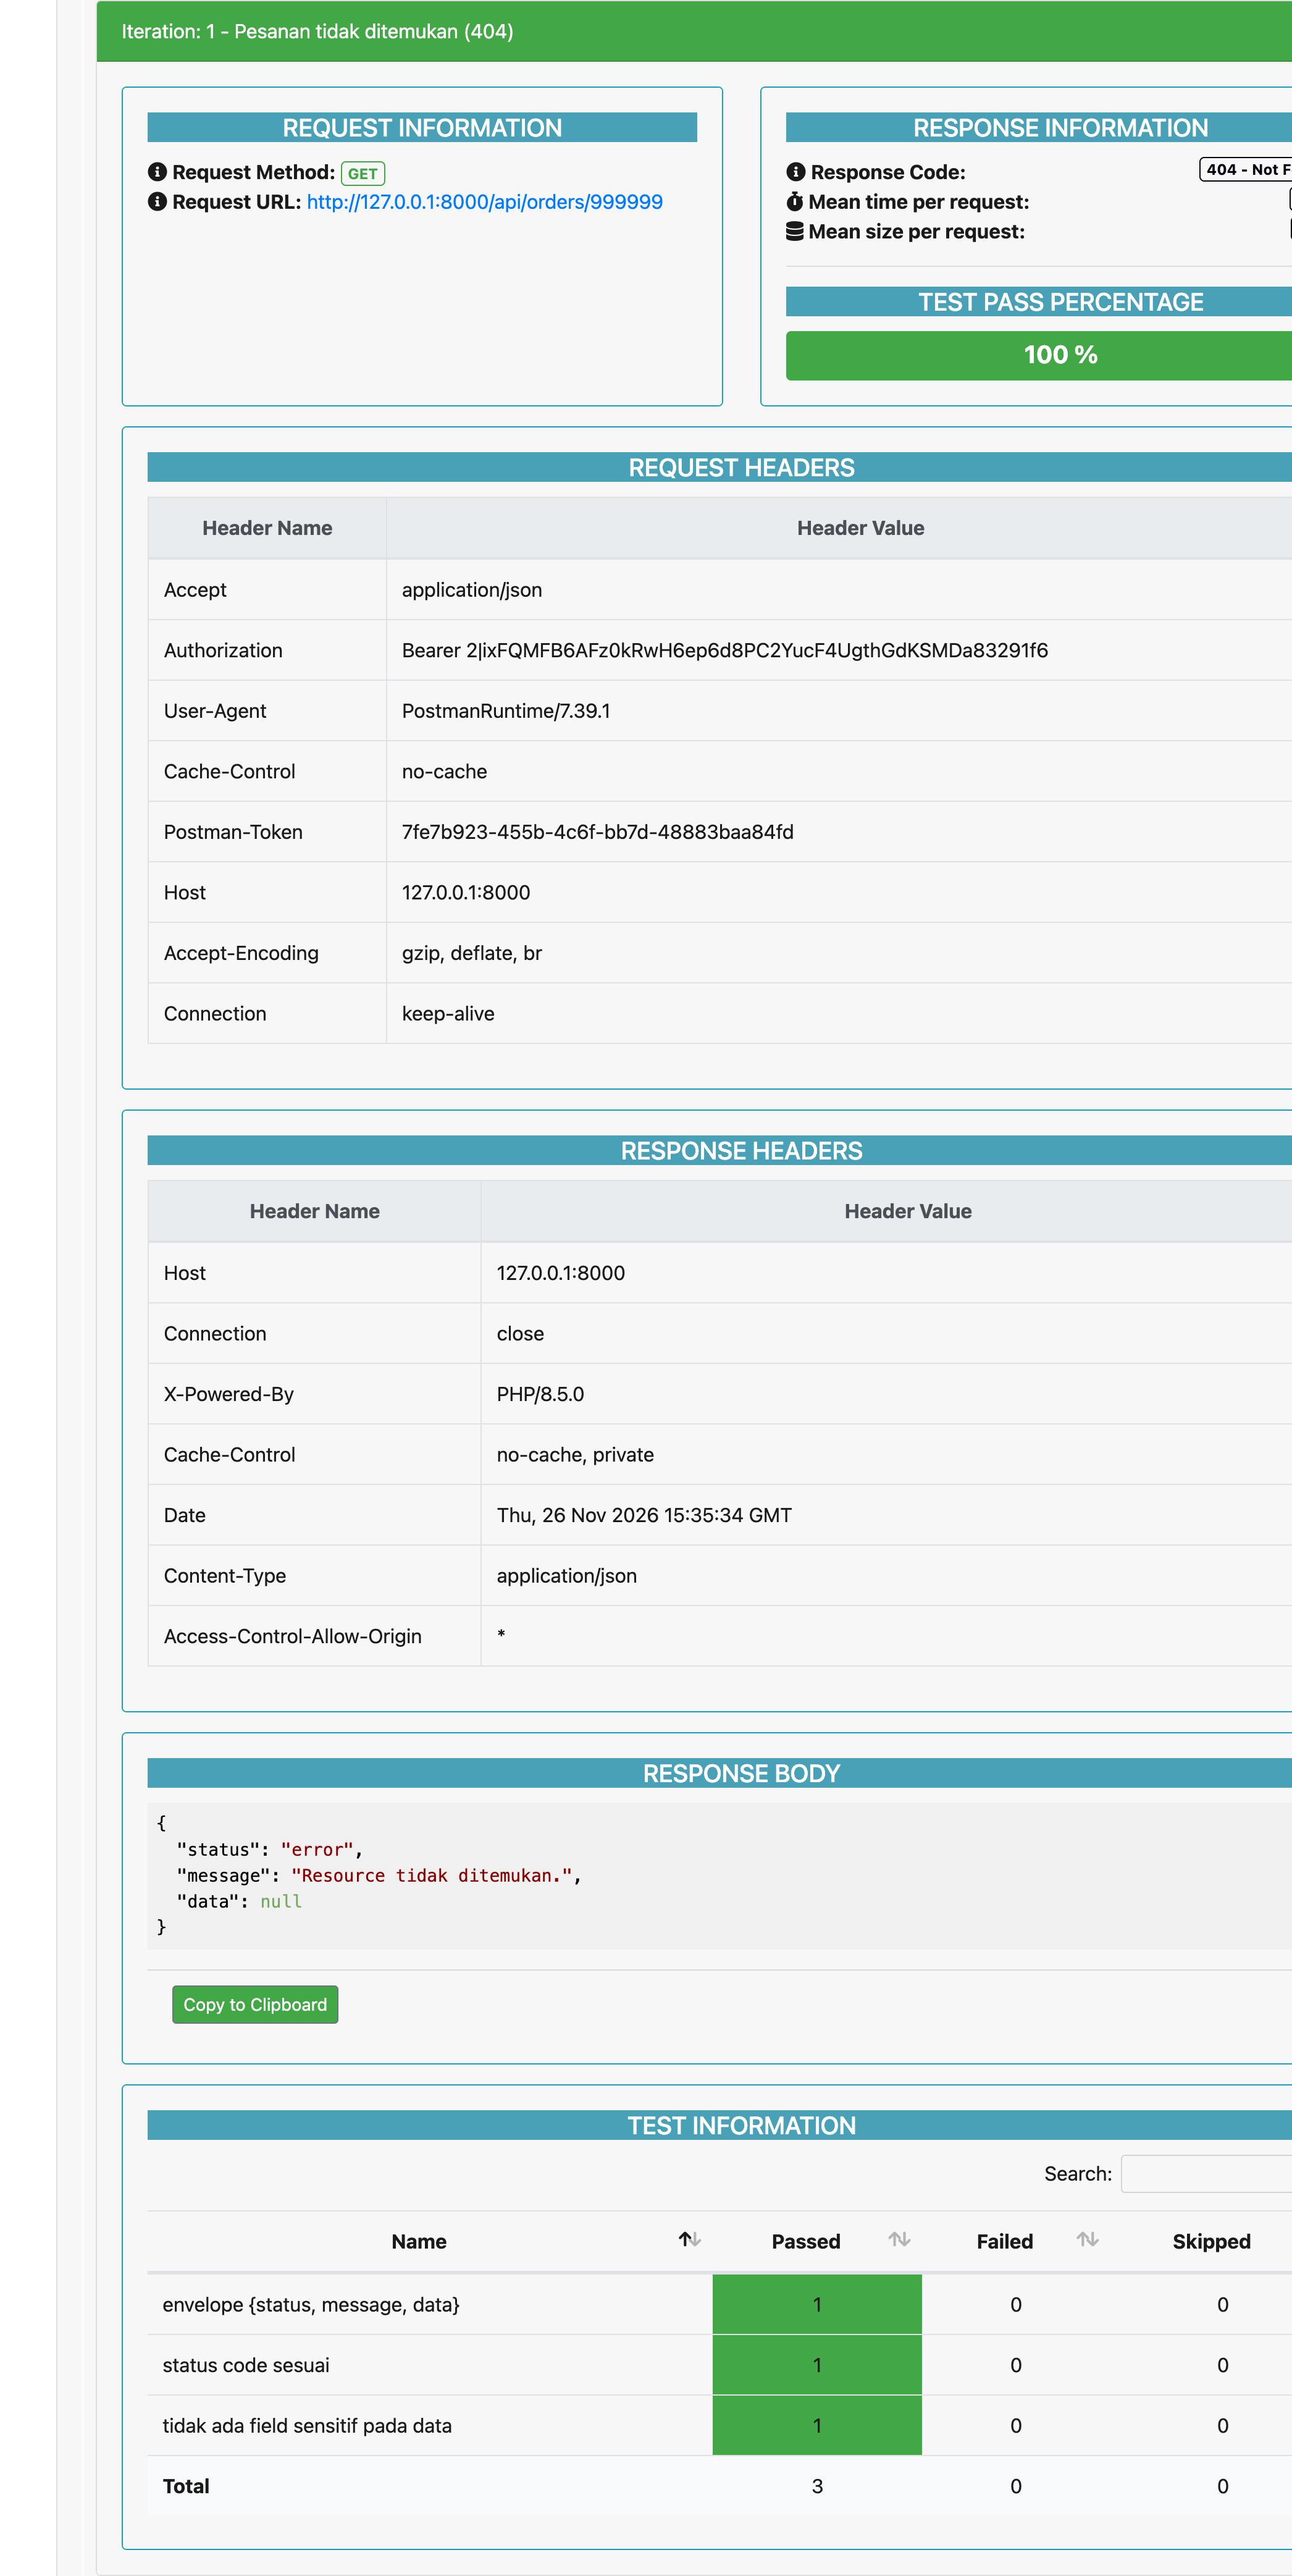 Iteration: 1 - Pesanan tidak ditemukan (404)
REQUEST INFORMATION
Request Method: GET
Request URL: http://127.0.0.1:8000/api/orders/999999
RESPONSE INFORMATION
Response Code: 404 - Not F
Mean time per request:
Mean size per request:
TEST PASS PERCENTAGE
100 %
REQUEST HEADERS
Header Name Header Value
Accept application/json
Authorization Bearer 2|ixFQMFB6AFz0kRwH6ep6d8PC2YucF4UgthGdKSMDa83291f6
User-Agent PostmanRuntime/7.39.1
Cache-Control no-cache
Postman-Token 7fe7b923-455b-4c6f-bb7d-48883baa84fd
Host 127.0.0.1:8000
Accept-Encoding gzip, deflate, br
Connection keep-alive
RESPONSE HEADERS
Header Name Header Value
Host 127.0.0.1:8000
Connection close
X-Powered-By PHP/8.5.0
Cache-Control no-cache, private
Date Thu, 26 Nov 2026 15:35:34 GMT
Content-Type application/json
Access-Control-Allow-Origin *
RESPONSE BODY
{
"status": "error",
"message": "Resource tidak ditemukan.",
"data": null
}
Copy to Clipboard
TEST INFORMATION
Search:
Name Passed Failed Skipped
envelope {status, message, data} 1 0 0
status code sesuai 1 0 0
tidak ada field sensitif pada data 1 0 0
Total 3 0 0